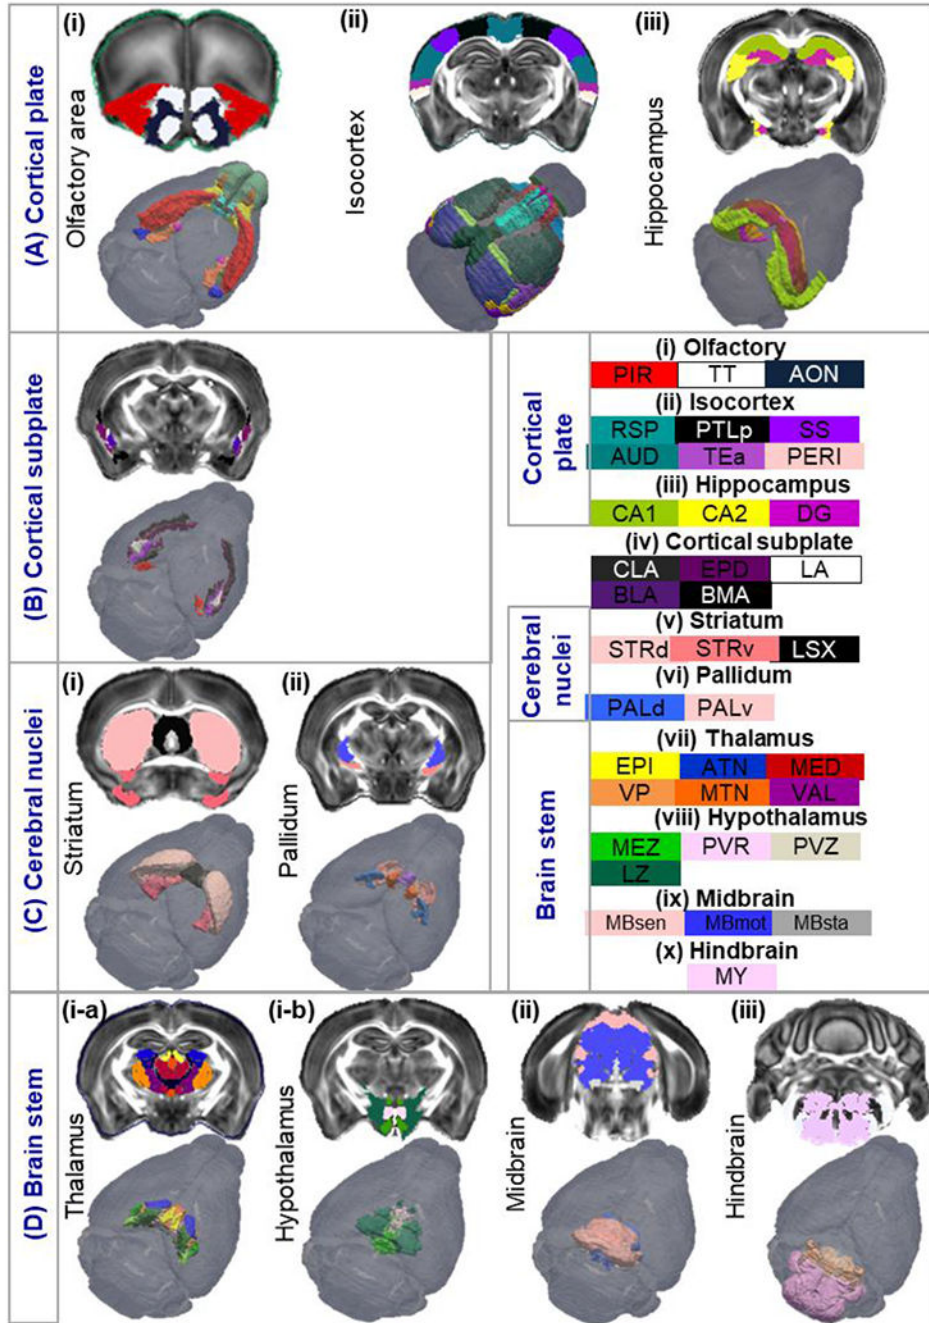 (A) Cortical plate
(i)
Olfactory area
(ii)
Isocortex
(iii)
Hippocampus
(B) Cortical subplate
Cortical plate
(i) Olfactory
PIR TT AON
(ii) Isocortex
RSP PTLp SS
AUD TEa PERI
(iii) Hippocampus
CA1 CA2 DG
(iv) Cortical subplate
CLA EPD LA
BLA BMA
Cerebral nuclei
(v) Striatum
STRd STRv LSX
(vi) Pallidum
PALd PALv
Brain stem
(vii) Thalamus
EPI ATN MED
VP MTN VAL
(viii) Hypothalamus
MEZ PVR PVZ
LZ
(ix) Midbrain
MBsen MBmot MBsta
(x) Hindbrain
MY
(C) Cerebral nuclei
(i)
Striatum
(ii)
Pallidum
(D) Brain stem
(i-a)
Thalamus
(i-b)
Hypothalamus
(ii)
Midbrain
(iii)
Hindbrain